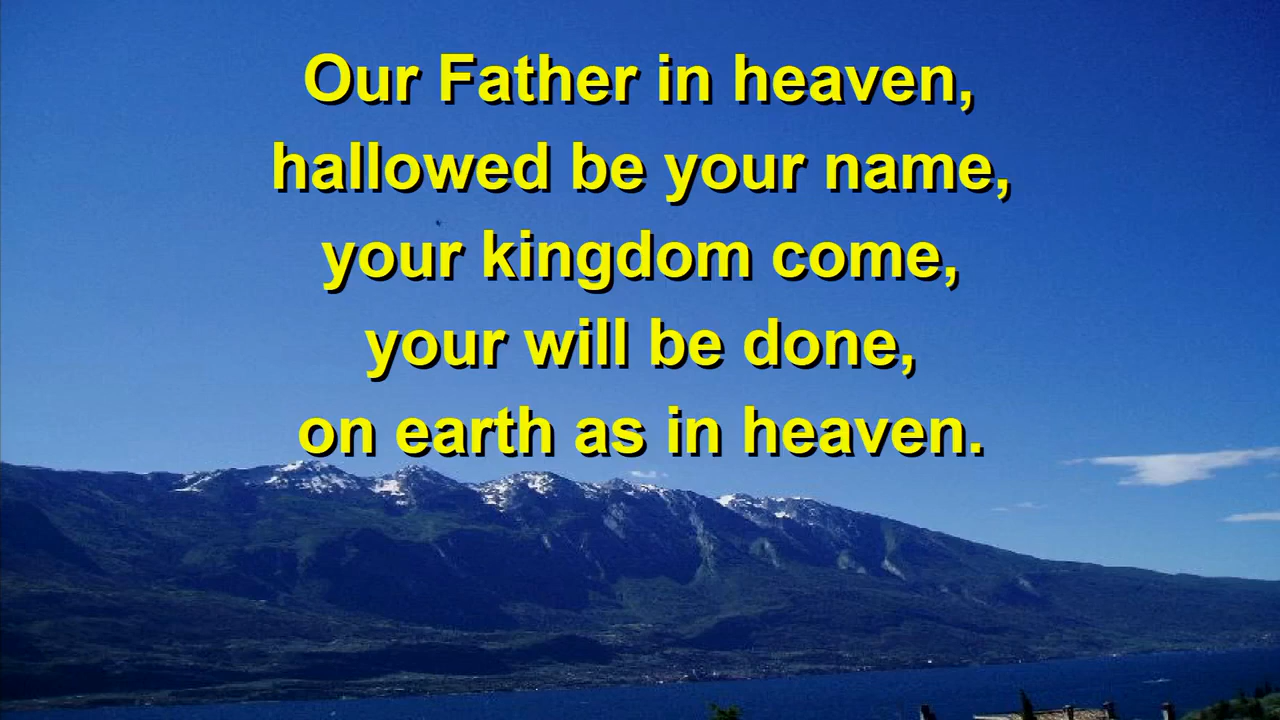 Our Father in heaven,
hallowed be your name,
your kingdom come,
your will be done,
on earth as in heaven.